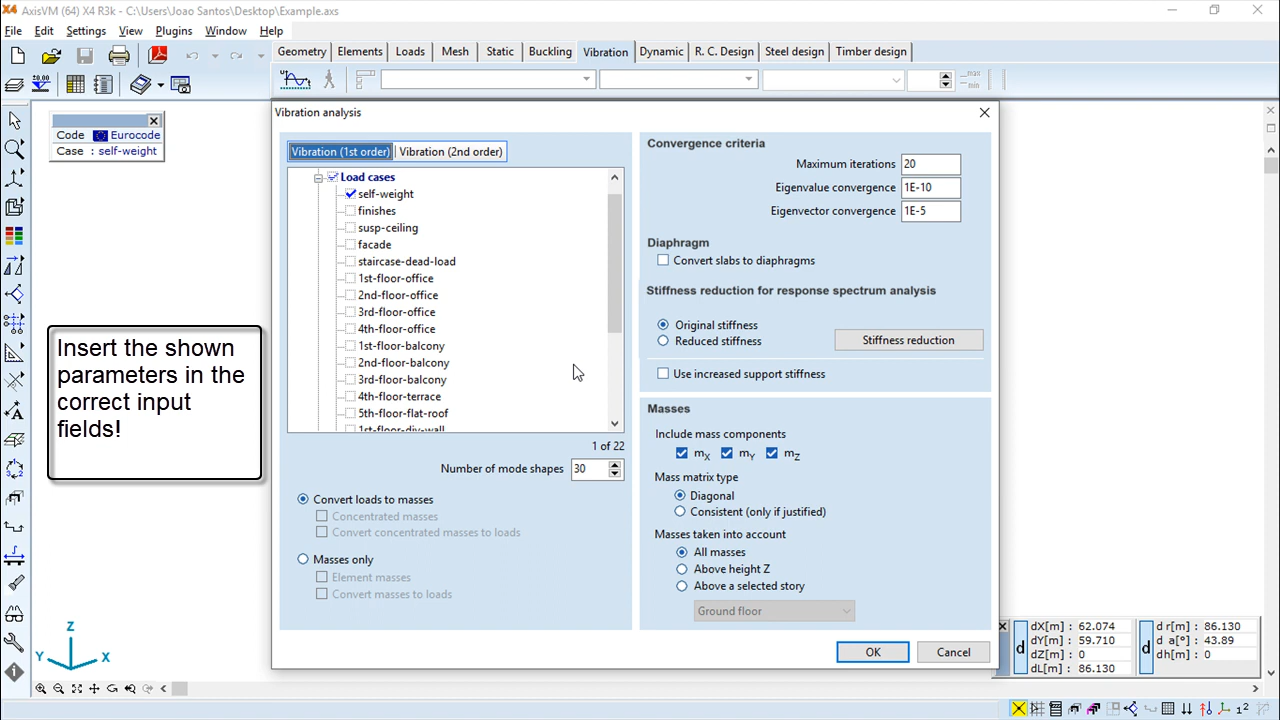 AxisVM (64) X4 R3k - C:\Users\Joao Santos\Desktop\Example.axs
File Edit Settings View Plugins Window Help
Geometry Elements Loads Mesh Static Buckling Vibration Dynamic R. C. Design Steel design Timber design
max
min
Code Eurocode
Case : self-weight
Insert the shown
parameters in the
correct input
fields!
Vibration analysis
Vibration (1st order) Vibration (2nd order)
Load cases
self-weight
finishes
susp-ceiling
facade
staircase-dead-load
1st-floor-office
2nd-floor-office
3rd-floor-office
4th-floor-office
1st-floor-balcony
2nd-floor-balcony
3rd-floor-balcony
4th-floor-terrace
5th-floor-flat-roof
1st-floor-div-wall
1 of 22
Number of mode shapes 30
Convert loads to masses
Concentrated masses
Convert concentrated masses to loads
Masses only
Element masses
Convert masses to loads
Convergence criteria
Maximum iterations 20
Eigenvalue convergence 1E-10
Eigenvector convergence 1E-5
Diaphragm
Convert slabs to diaphragms
Stiffness reduction for response spectrum analysis
Original stiffness
Reduced stiffness
Stiffness reduction
Use increased support stiffness
Masses
Include mass components
mX mY mZ
Mass matrix type
Diagonal
Consistent (only if justified)
Masses taken into account
All masses
Above height Z
Above a selected story
Ground floor
OK Cancel
Z
Y X
d
dX[m] : 62.074
dY[m] : 59.710
dZ[m] : 0
dL[m] : 86.130
d
d r[m] : 86.130
d a[°] : 43.89
dh[m] : 0